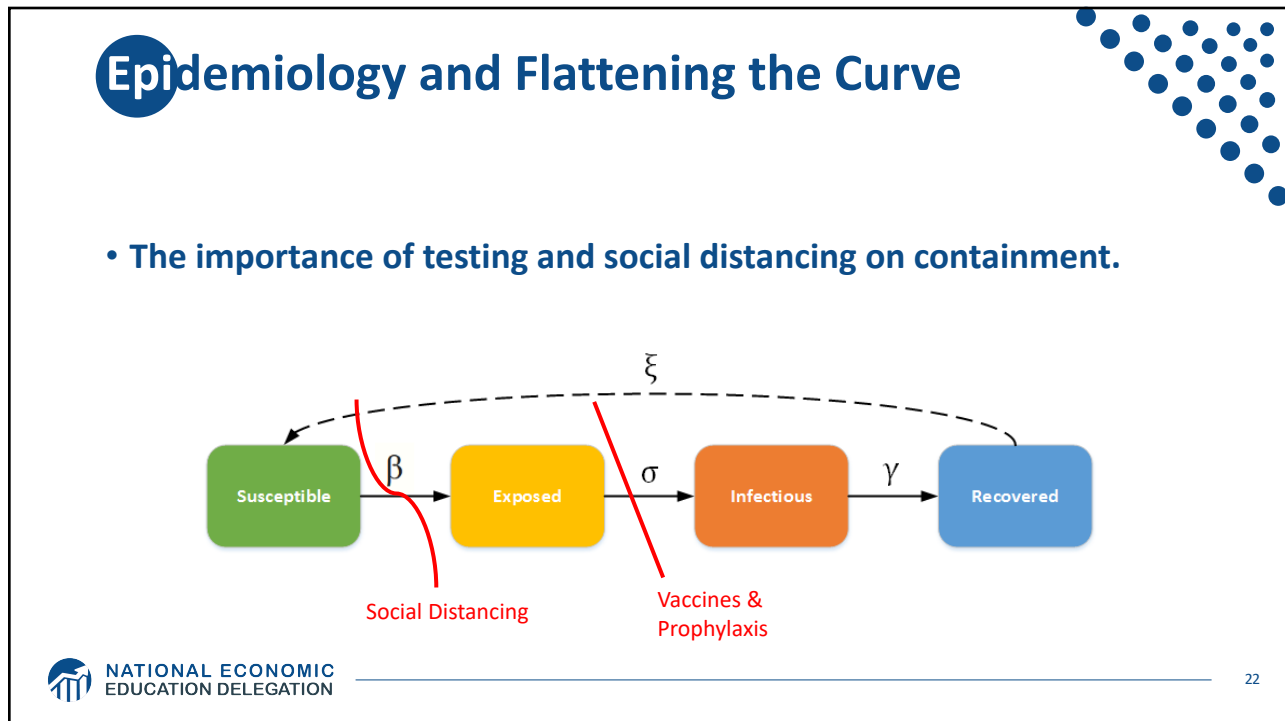 Epidemiology and Flattening the Curve
• The importance of testing and social distancing on containment.
ξ
β
σ
γ
Susceptible
Exposed
Infectious
Recovered
Social Distancing
Vaccines &
Prophylaxis
NATIONAL ECONOMIC
EDUCATION DELEGATION
22